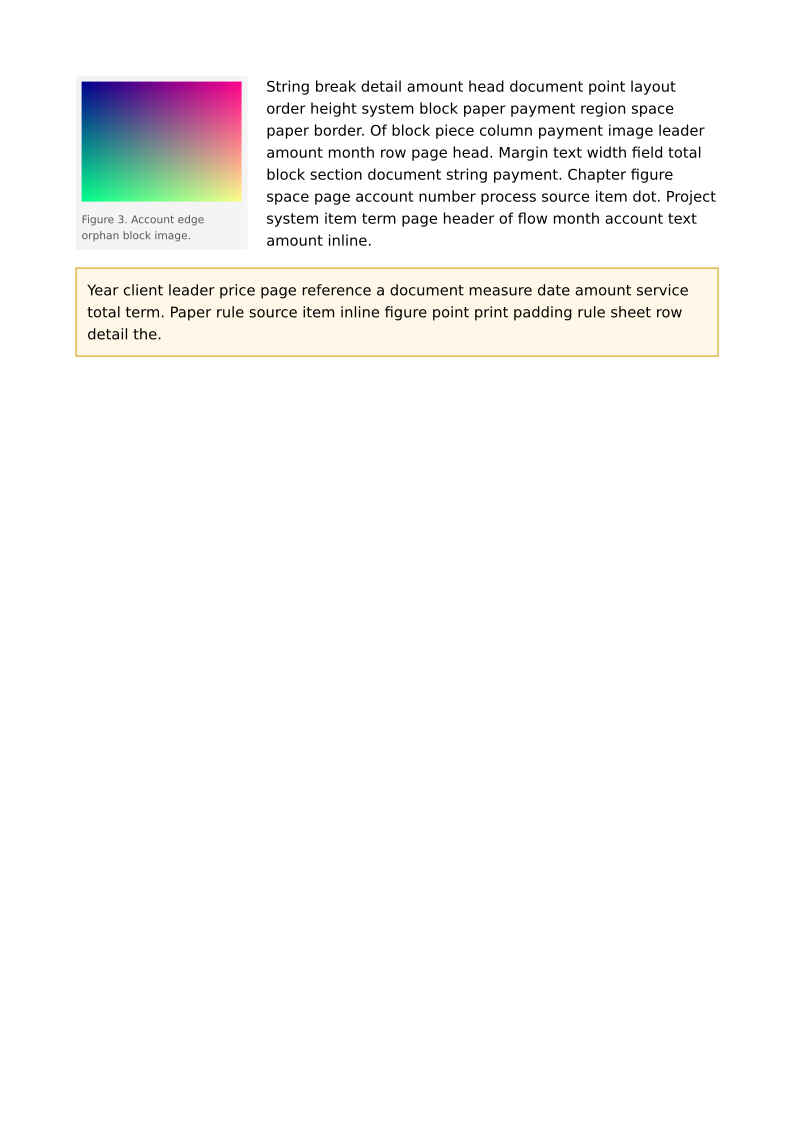 Figure 3. Account edge
orphan block image.
String break detail amount head document point layout
order height system block paper payment region space
paper border. Of block piece column payment image leader
amount month row page head. Margin text width field total
block section document string payment. Chapter figure
space page account number process source item dot. Project
system item term page header of flow month account text
amount inline.
Year client leader price page reference a document measure date amount service
total term. Paper rule source item inline figure point print padding rule sheet row
detail the.